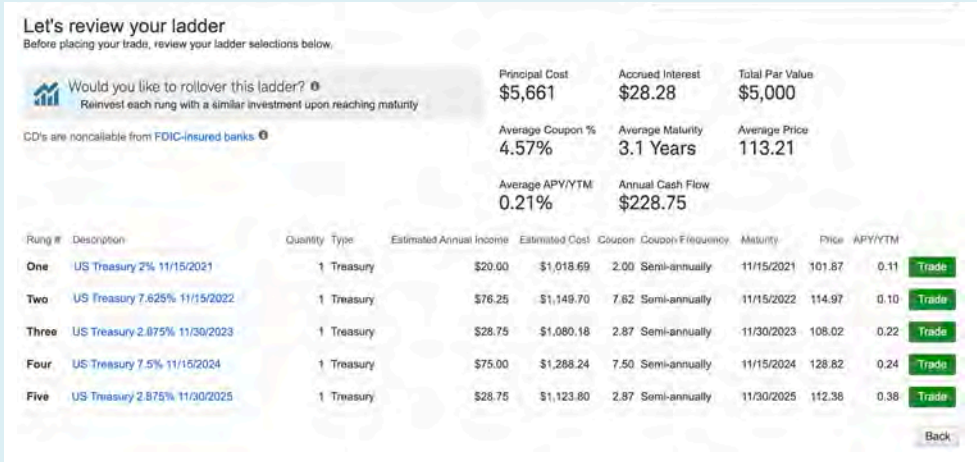 Let's review your ladder
Before placing your trade, review your ladder selections below.
Would you like to rollover this ladder?
Reinvest each rung with a similar investment upon reaching maturity
CD's are noncallable from FDIC-insured banks
Principal Cost Accrued Interest Total Par Value
$5,661 $28.28 $5,000
Average Coupon % Average Maturity Average Price
4.57% 3.1 Years 113.21
Average APY/YTM Annual Cash Flow
0.21% $228.75
Rung # Description Quantity Type Estimated Annual Income Estimated Cost Coupon Coupon Frequency Maturity Price APY/YTM
One US Treasury 2% 11/15/2021 1 Treasury $20.00 $1,018.69 2.00 Semi-annually 11/15/2021 101.87 0.11 Trade
Two US Treasury 7.625% 11/15/2022 1 Treasury $76.25 $1,149.70 7.62 Semi-annually 11/15/2022 114.97 0.10 Trade
Three US Treasury 2.875% 11/30/2023 1 Treasury $28.75 $1,080.18 2.87 Semi-annually 11/30/2023 108.02 0.22 Trade
Four US Treasury 7.5% 11/15/2024 1 Treasury $75.00 $1,288.24 7.50 Semi-annually 11/15/2024 128.82 0.24 Trade
Five US Treasury 2.875% 11/30/2025 1 Treasury $28.75 $1,123.80 2.87 Semi-annually 11/30/2025 112.38 0.38 Trade
Back